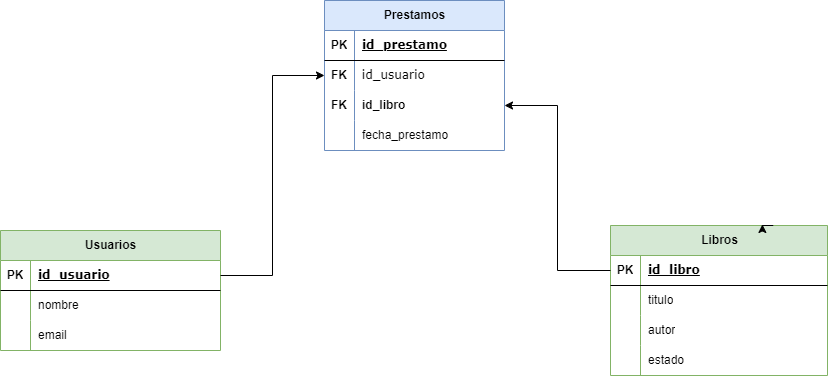 Prestamos
PK id_prestamo
FK id_usuario
FK id_libro
fecha_prestamo
Usuarios
PK id_usuario
nombre
email
Libros
PK id_libro
titulo
autor
estado